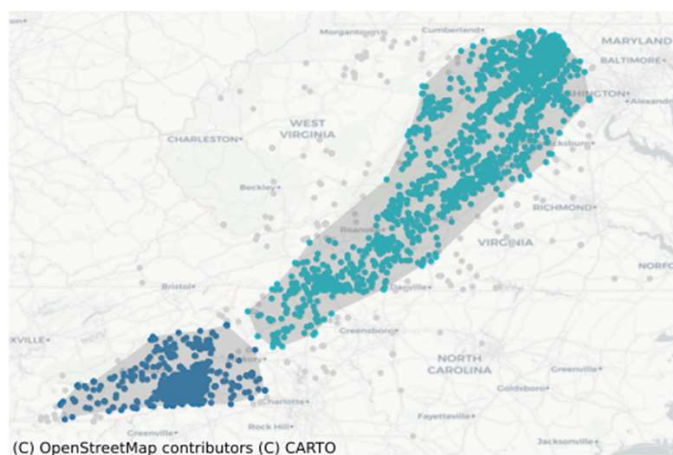 Morgantown
Cumberland
MARYLAND
BALTIMORE
WEST
VIRGINIA
CHARLESTON
Beckley
RICHMOND
VIRGINIA
Bristol
Greensboro
NORTH
CAROLINA
Greenville
Goldsboro
Charlotte
Fayetteville
Rock Hill
Greenville
Jacksonville
(C) OpenStreetMap contributors (C) CARTO